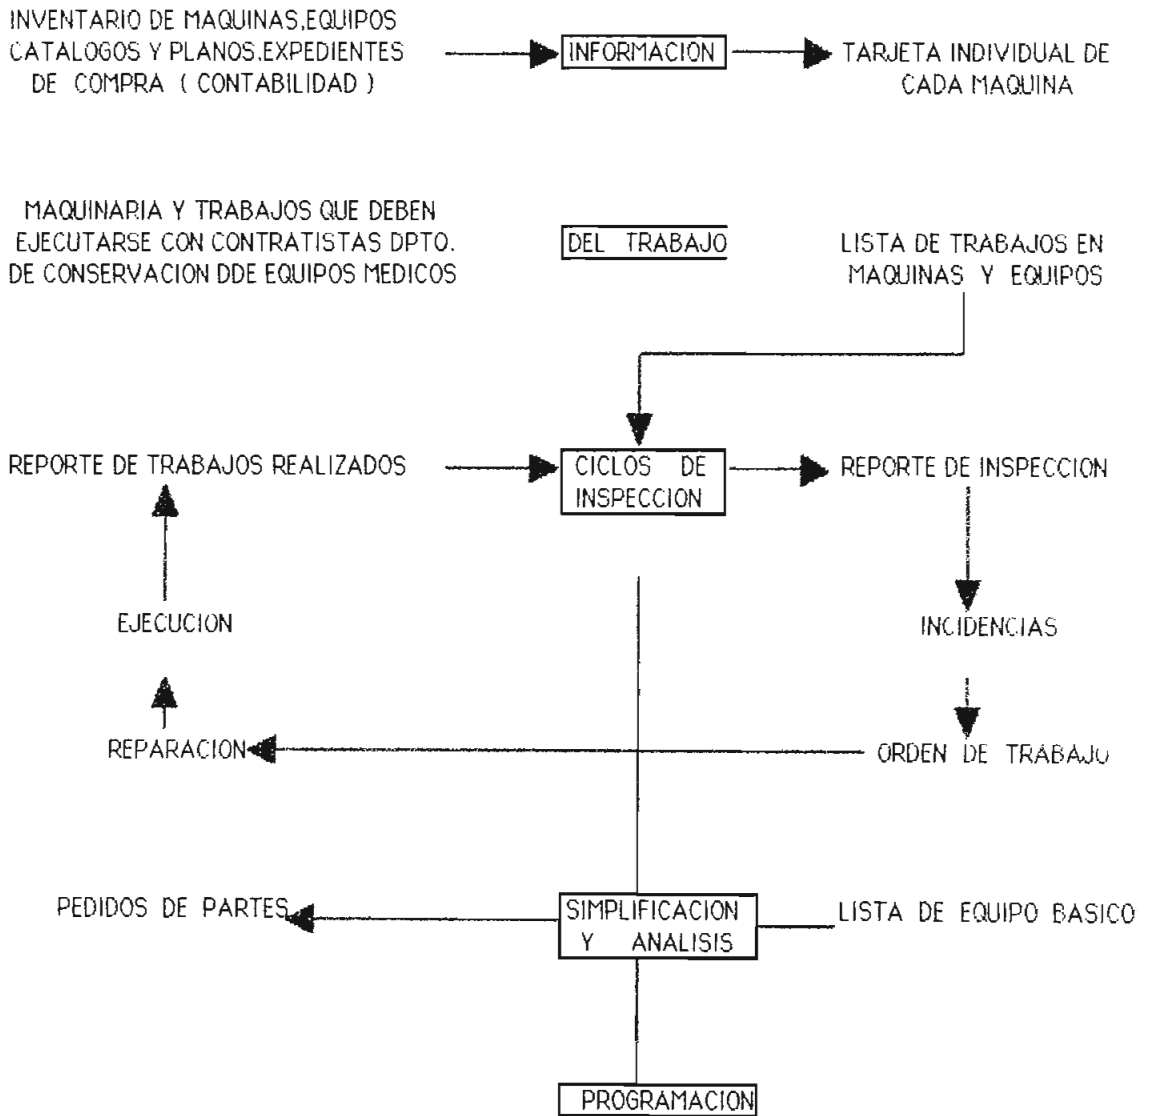 INVENTARIO DE MAQUINAS,EQUIPOS
CATALOGOS Y PLANOS.EXPEDIENTES
DE COMPRA ( CONTABILIDAD )
INFORMACION
TARJETA INDIVIDUAL DE
CADA MAQUINA
MAQUINARIA Y TRABAJOS QUE DEBEN
EJECUTARSE CON CONTRATISTAS DPTO.
DE CONSERVACION DDE EQUIPOS MEDICOS
DEL TRABAJO
LISTA DE TRABAJOS EN
MAQUINAS Y EQUIPOS
REPORTE DE TRABAJOS REALIZADOS
CICLOS DE
INSPECCION
REPORTE DE INSPECCION
EJECUCION
INCIDENCIAS
REPARACION
ORDEN DE TRABAJO
PEDIDOS DE PARTES
SIMPLIFICACION
Y ANALISIS
LISTA DE EQUIPO BASICO
PROGRAMACION